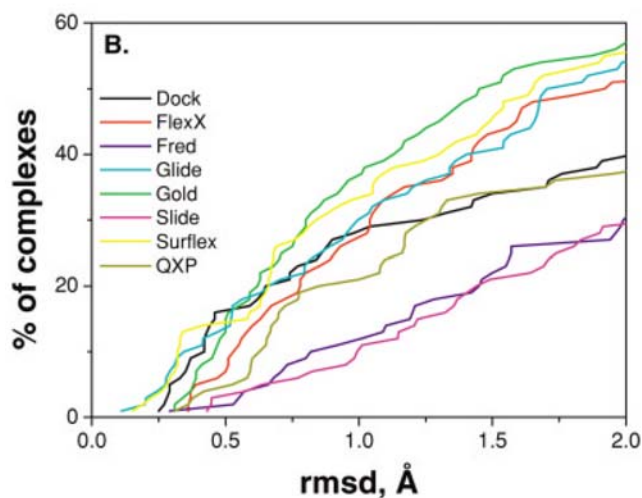 B.
60
40
20
0
% of complexes
Dock
FlexX
Fred
Glide
Gold
Slide
Surflex
QXP
0.0 0.5 1.0 1.5 2.0
rmsd, Å